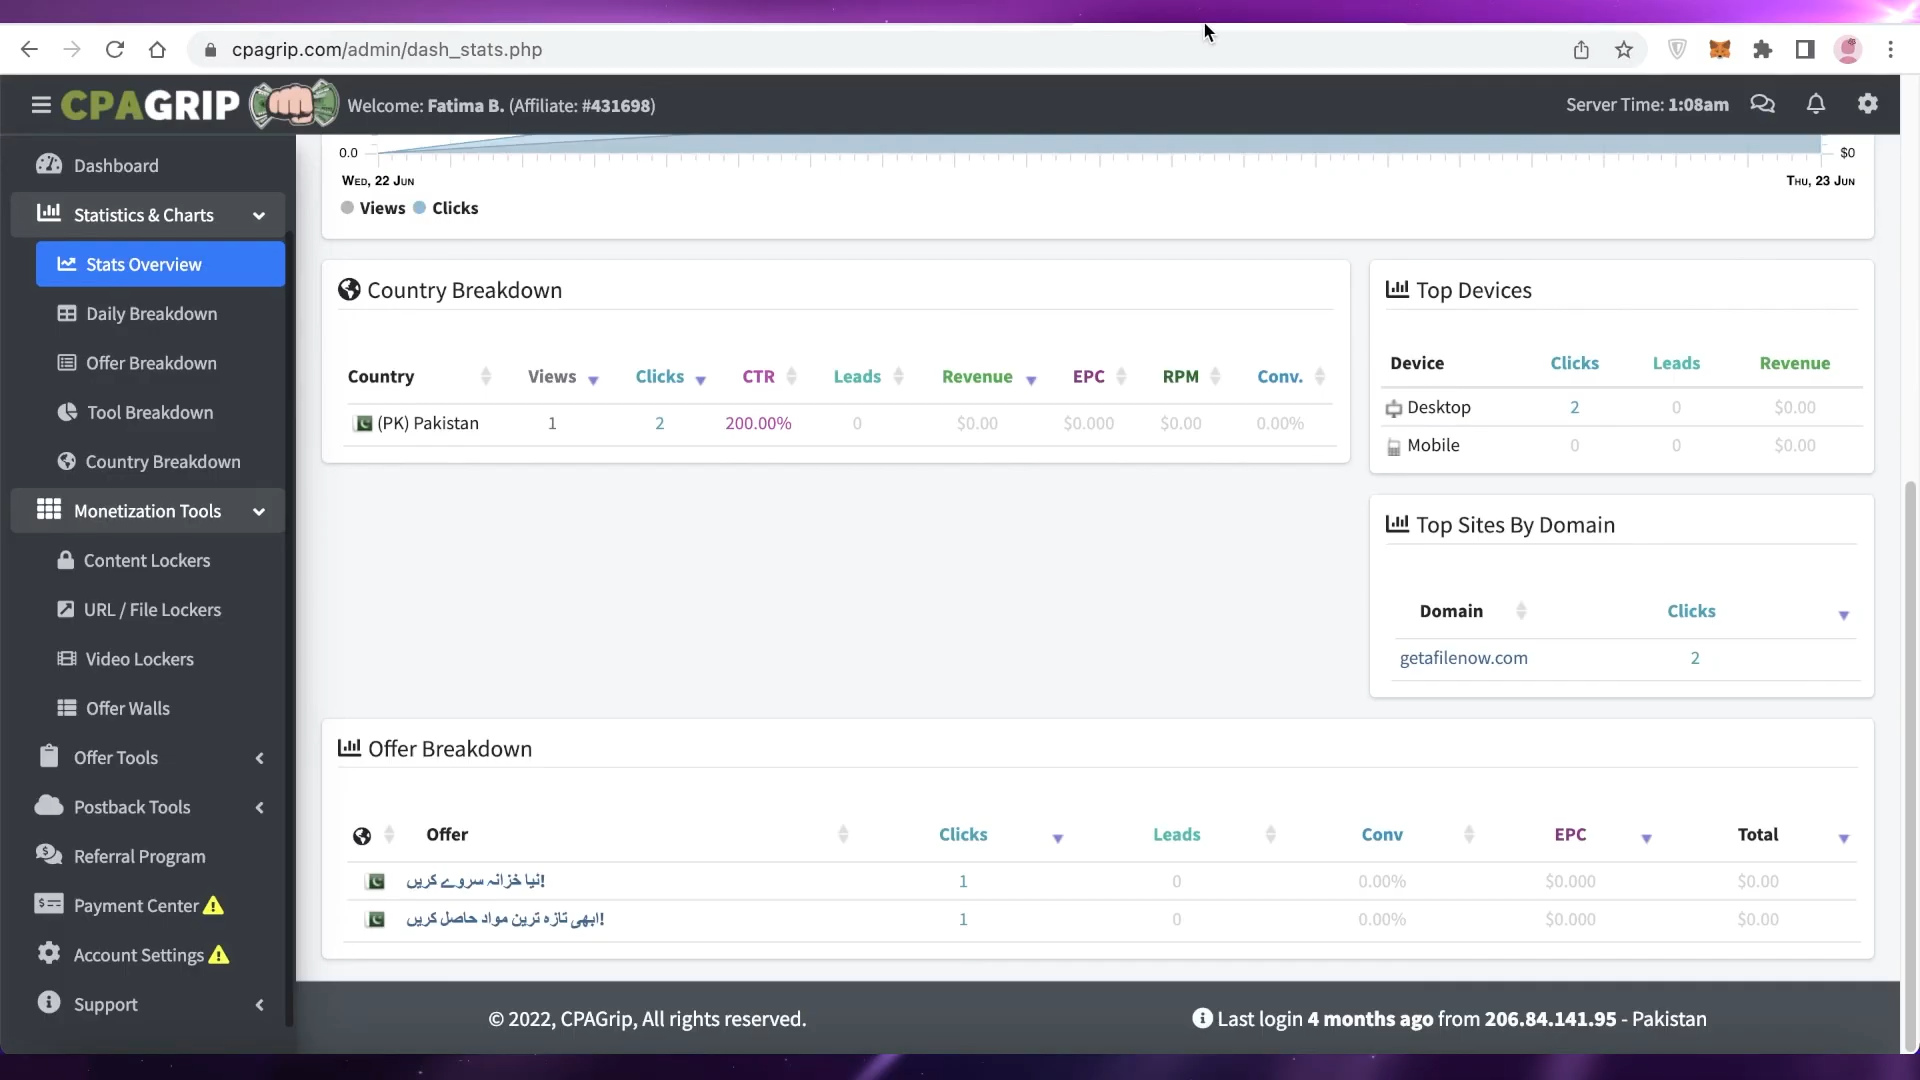 cpagrip.com/admin/dash_stats.php
CPAGRIP Welcome: Fatima B. (Affiliate: #431698) Server Time: 1:08am
Dashboard
Statistics & Charts
Stats Overview
Daily Breakdown
Offer Breakdown
Tool Breakdown
Country Breakdown
Monetization Tools
Content Lockers
URL / File Lockers
Video Lockers
Offer Walls
Offer Tools
Postback Tools
Referral Program
Payment Center
Account Settings
Support
0.0 $0
Wed, 22 Jun Thu, 23 Jun
Views Clicks
Country Breakdown
Country Views Clicks CTR Leads Revenue EPC RPM Conv.
(PK) Pakistan 1 2 200.00% 0 $0.00 $0.000 $0.00 0.00%
Top Devices
Device Clicks Leads Revenue
Desktop 2 0 $0.00
Mobile 0 0 $0.00
Top Sites By Domain
Domain Clicks
getafilenow.com 2
Offer Breakdown
Offer Clicks Leads Conv EPC Total
نیا خزانہ سروے کریں! 1 0 0.00% $0.000 $0.00
ابھی تازہ ترین مواد حاصل کریں! 1 0 0.00% $0.000 $0.00
© 2022, CPAGrip, All rights reserved. Last login 4 months ago from 206.84.141.95 - Pakistan